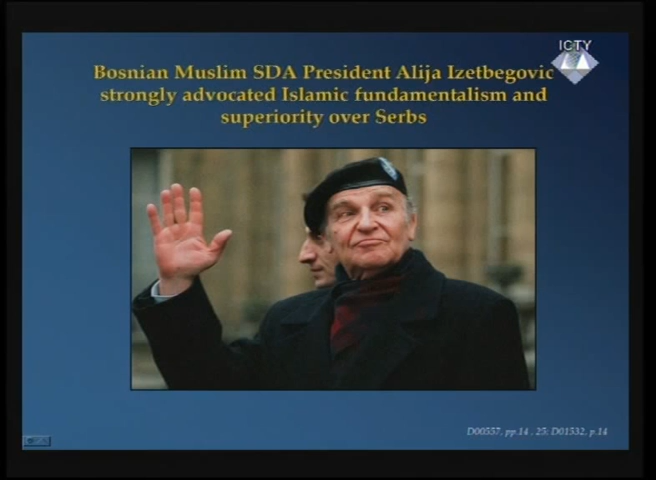 ICTY
Bosnian Muslim SDA President Alija Izetbegovic
strongly advocated Islamic fundamentalism and
superiority over Serbs
D00557, pp.14 , 25; D01532, p.14